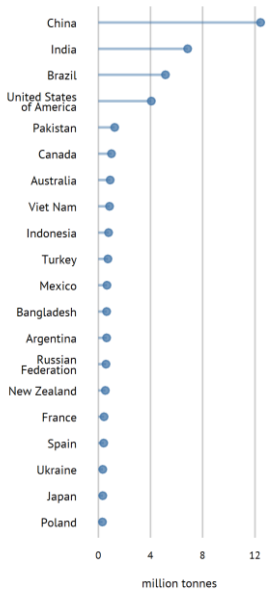 China
India
Brazil
United States
of America
Pakistan
Canada
Australia
Viet Nam
Indonesia
Turkey
Mexico
Bangladesh
Argentina
Russian
Federation
New Zealand
France
Spain
Ukraine
Japan
Poland
0 4 8 12
million tonnes